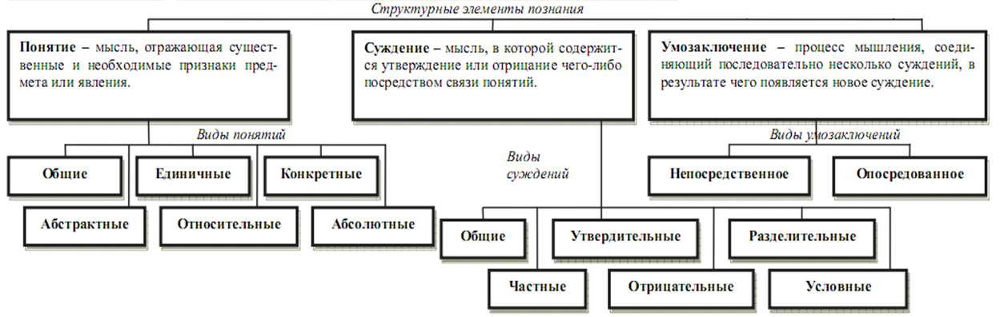 Структурные элементы познания
Понятие – мысль, отражающая сущест-
венные и необходимые признаки пред-
мета или явления.
Суждение – мысль, в которой содержит-
ся утверждение или отрицание чего-либо
посредством связи понятий.
Умозаключение – процесс мышления, соеди-
няющий последовательно несколько суждений, в
результате чего появляется новое суждение.
Виды понятий
Общие
Единичные
Конкретные
Абстрактные
Относительные
Абсолютные
Виды
суждений
Общие
Утвердительные
Разделительные
Частные
Отрицательные
Условные
Виды умозаключений
Непосредственное
Опосредованное